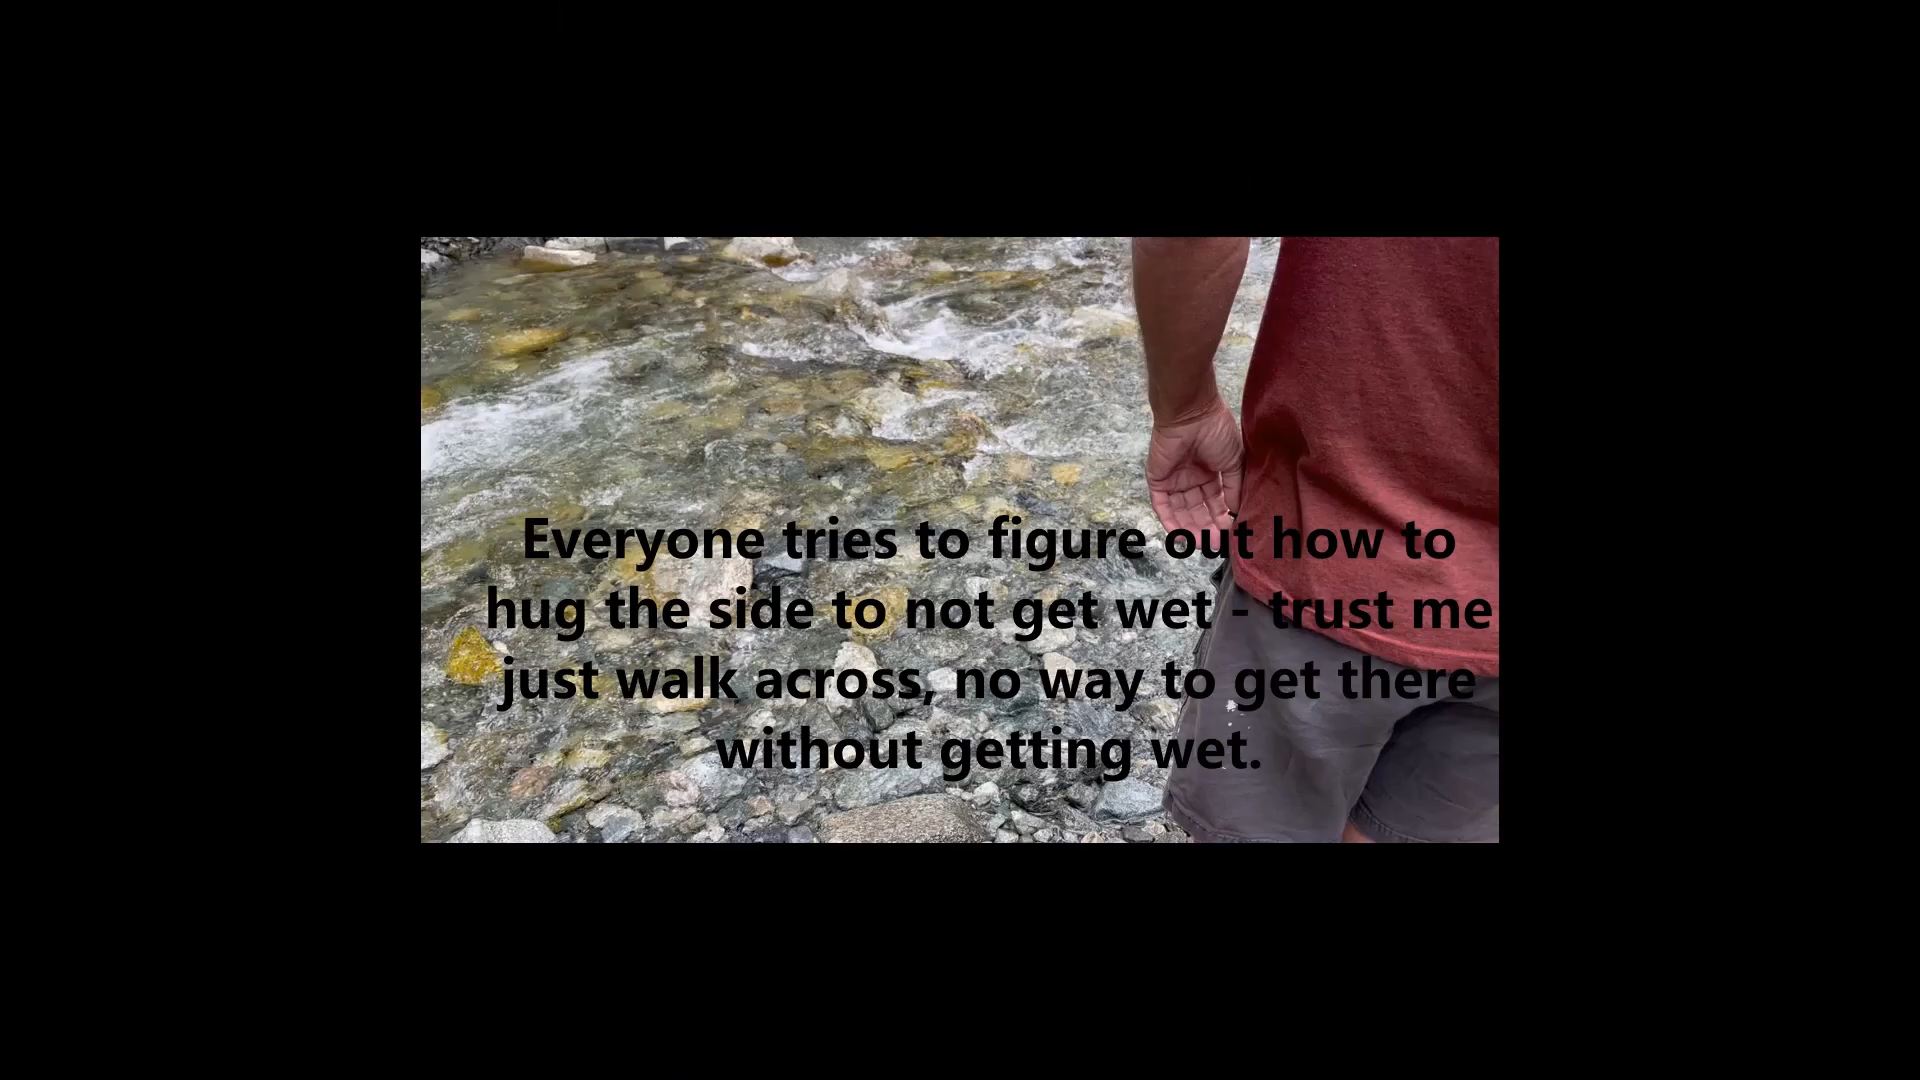 Everyone tries to figure out how to
hug the side to not get wet - trust me
just walk across, no way to get there
without getting wet.